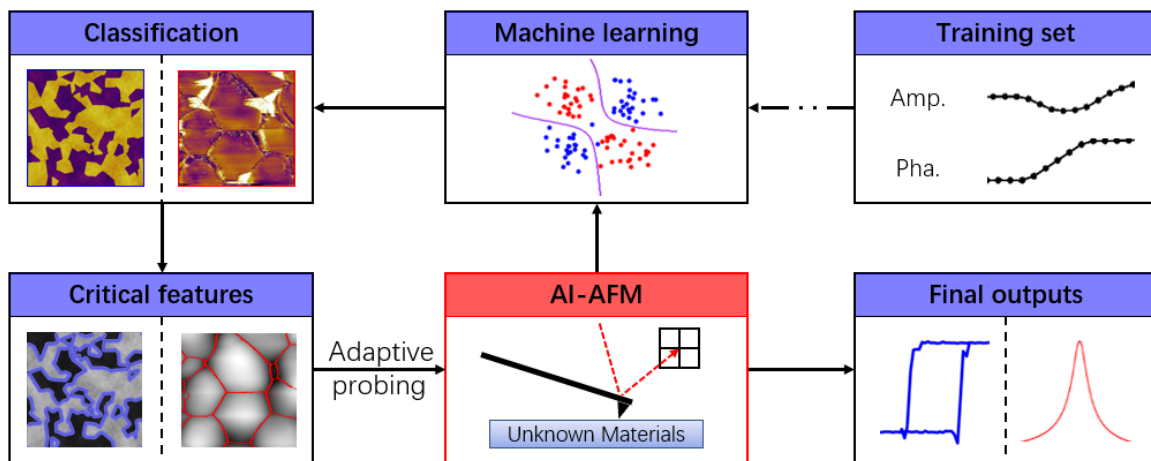 Classification
Machine learning
Training set
Amp.
Pha.
Critical features
Adaptive
probing
AI-AFM
Unknown Materials
Final outputs